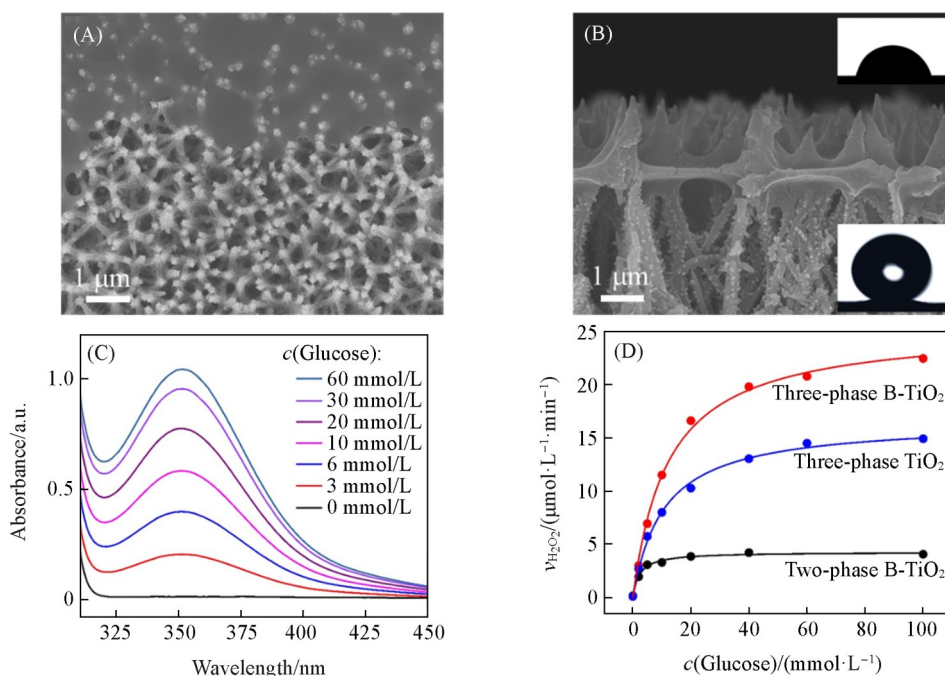 (A)
1 μm
(B)
1 μm
(C)
c(Glucose):
60 mmol/L
30 mmol/L
20 mmol/L
10 mmol/L
6 mmol/L
3 mmol/L
0 mmol/L
Absorbance/a.u.
1.0
0.5
0
325 350 375 400 425 450
Wavelength/nm
(D)
Three-phase B-TiO₂
Three-phase TiO₂
Two-phase B-TiO₂
v_H₂O₂/(μmol·L⁻¹·min⁻¹)
25
20
15
10
5
0
0 20 40 60 80 100
c(Glucose)/(mmol·L⁻¹)